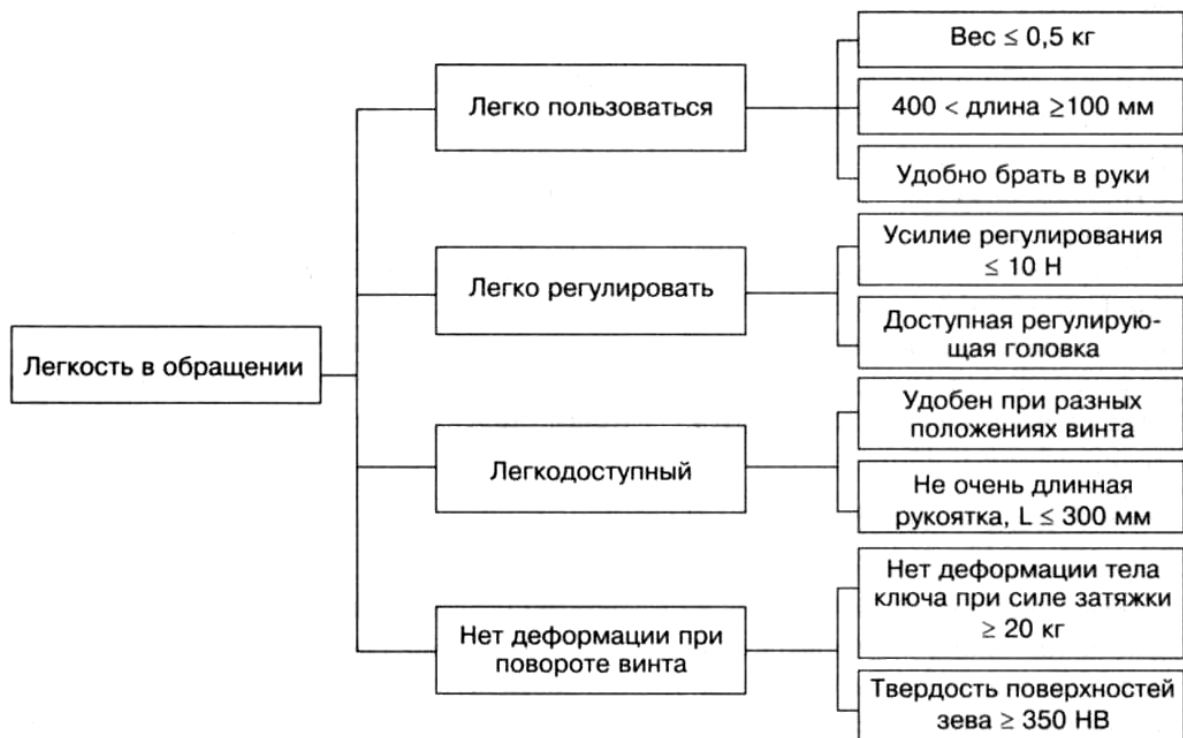 Вес ≤ 0,5 кг
Легко пользоваться
400 < длина ≥100 мм
Удобно брать в руки
Усилие регулирования
≤ 10 Н
Легко регулировать
Доступная регулирую-
щая головка
Легкость в обращении
Удобен при разных
положениях винта
Легкодоступный
Не очень длинная
рукоятка, L ≤ 300 мм
Нет деформации тела
ключа при силе затяжки
≥ 20 кг
Нет деформации при
повороте винта
Твердость поверхностей
зева ≥ 350 НВ